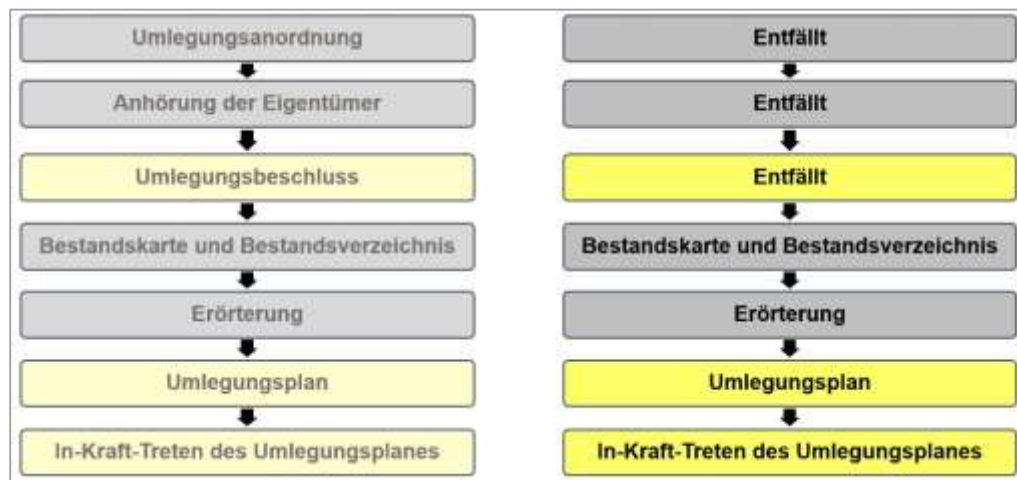 Umlegungsanordnung
Anhörung der Eigentümer
Umlegungsbeschluss
Bestandskarte und Bestandsverzeichnis
Erörterung
Umlegungsplan
In-Kraft-Treten des Umlegungsplanes
Entfällt
Entfällt
Entfällt
Bestandskarte und Bestandsverzeichnis
Erörterung
Umlegungsplan
In-Kraft-Treten des Umlegungsplanes